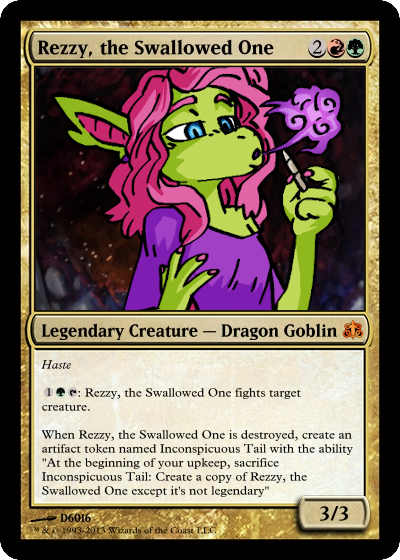 Rezzy, the Swallowed One 2
Legendary Creature — Dragon Goblin
Haste
1: Rezzy, the Swallowed One fights target
creature.
When Rezzy, the Swallowed One is destroyed, create an
artifact token named Inconspicuous Tail with the ability
"At the beginning of your upkeep, sacrifice
Inconspicuous Tail: Create a copy of Rezzy, the
Swallowed One except it's not legendary"
3/3
D6016
™ & © 1993-2013 Wizards of the Coast LLC